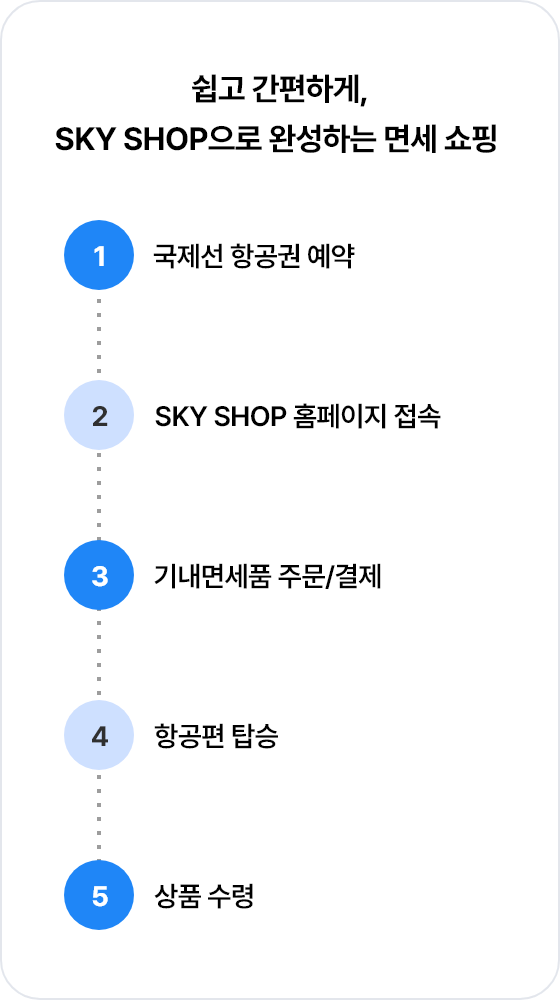 쉽고 간편하게,
SKY SHOP으로 완성하는 면세 쇼핑
1 국제선 항공권 예약
2 SKY SHOP 홈페이지 접속
3 기내면세품 주문/결제
4 항공편 탑승
5 상품 수령